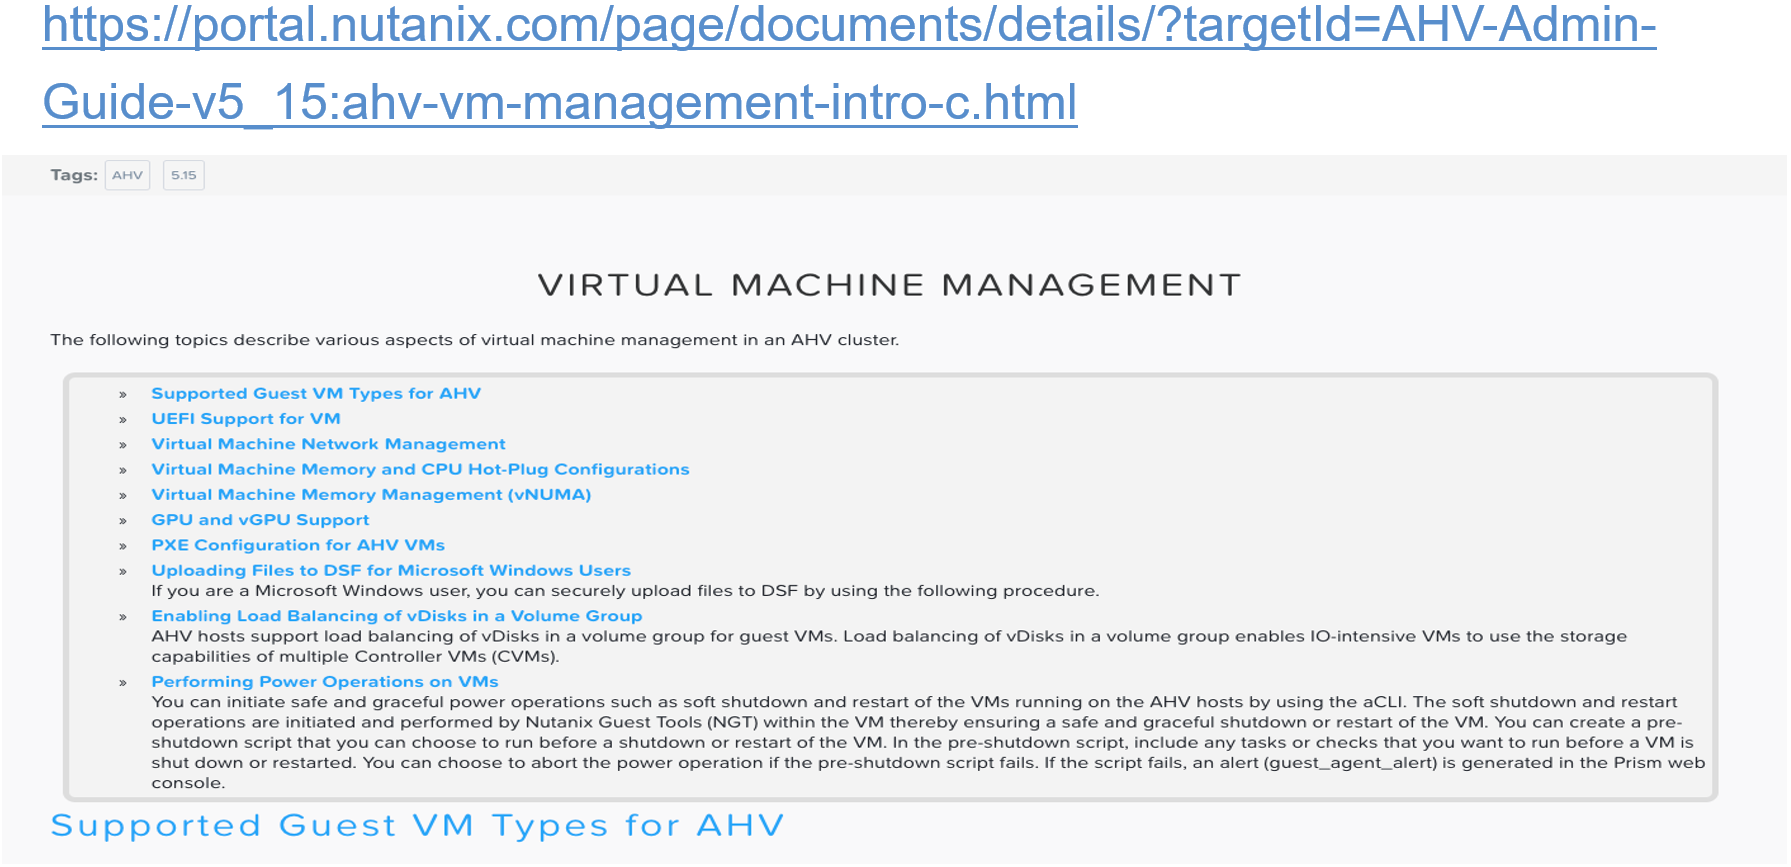 https://portal.nutanix.com/page/documents/details/?targetId=AHV-Admin-
Guide-v5_15:ahv-vm-management-intro-c.html
Tags: AHV 5.15
VIRTUAL MACHINE MANAGEMENT
The following topics describe various aspects of virtual machine management in an AHV cluster.
» Supported Guest VM Types for AHV
» UEFI Support for VM
» Virtual Machine Network Management
» Virtual Machine Memory and CPU Hot-Plug Configurations
» Virtual Machine Memory Management (vNUMA)
» GPU and vGPU Support
» PXE Configuration for AHV VMs
» Uploading Files to DSF for Microsoft Windows Users
If you are a Microsoft Windows user, you can securely upload files to DSF by using the following procedure.
» Enabling Load Balancing of vDisks in a Volume Group
AHV hosts support load balancing of vDisks in a volume group for guest VMs. Load balancing of vDisks in a volume group enables IO-intensive VMs to use the storage
capabilities of multiple Controller VMs (CVMs).
» Performing Power Operations on VMs
You can initiate safe and graceful power operations such as soft shutdown and restart of the VMs running on the AHV hosts by using the aCLI. The soft shutdown and restart
operations are initiated and performed by Nutanix Guest Tools (NGT) within the VM thereby ensuring a safe and graceful shutdown or restart of the VM. You can create a pre-
shutdown script that you can choose to run before a shutdown or restart of the VM. In the pre-shutdown script, include any tasks or checks that you want to run before a VM is
shut down or restarted. You can choose to abort the power operation if the pre-shutdown script fails. If the script fails, an alert (guest_agent_alert) is generated in the Prism web
console.
Supported Guest VM Types for AHV